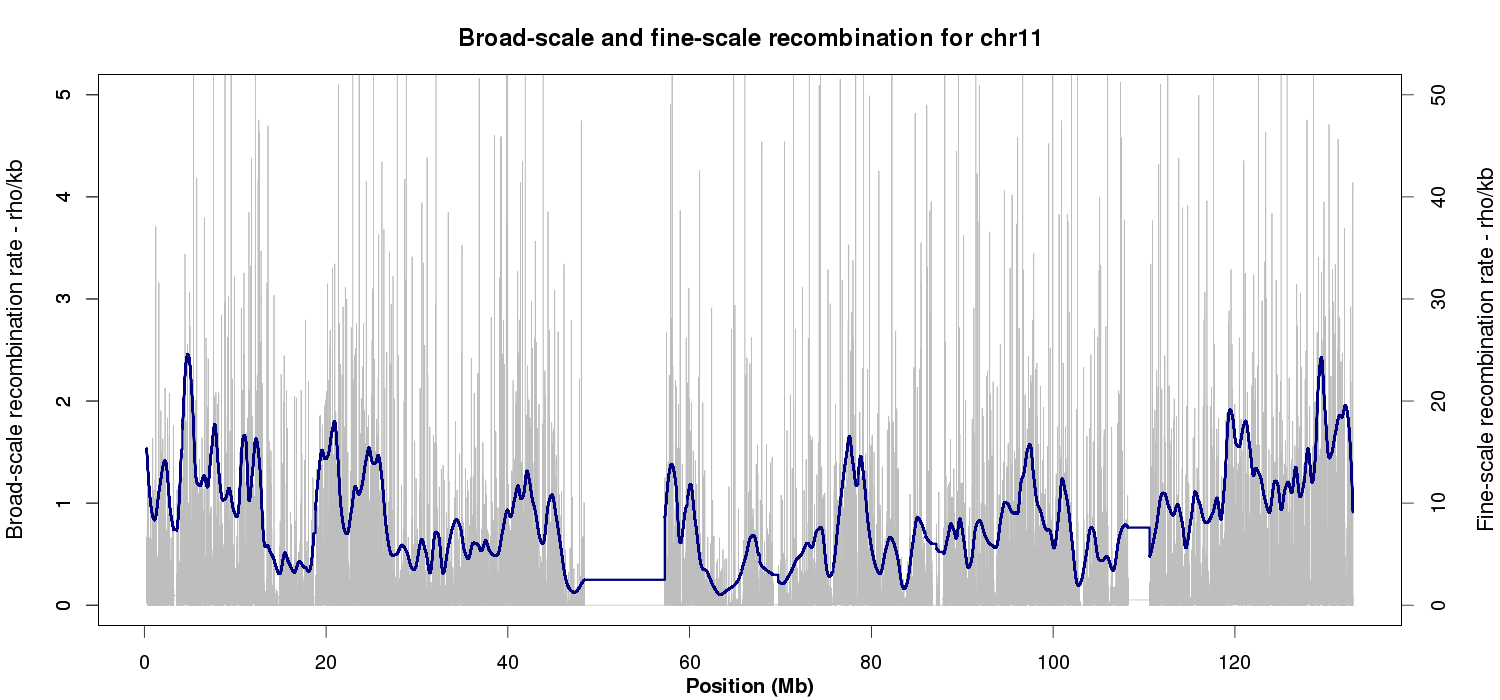 Broad-scale and fine-scale recombination for chr11
Broad-scale recombination rate - rho/kb
0 1 2 3 4 5
0 10 20 30 40 50
Fine-scale recombination rate - rho/kb
0 20 40 60 80 100 120
Position (Mb)